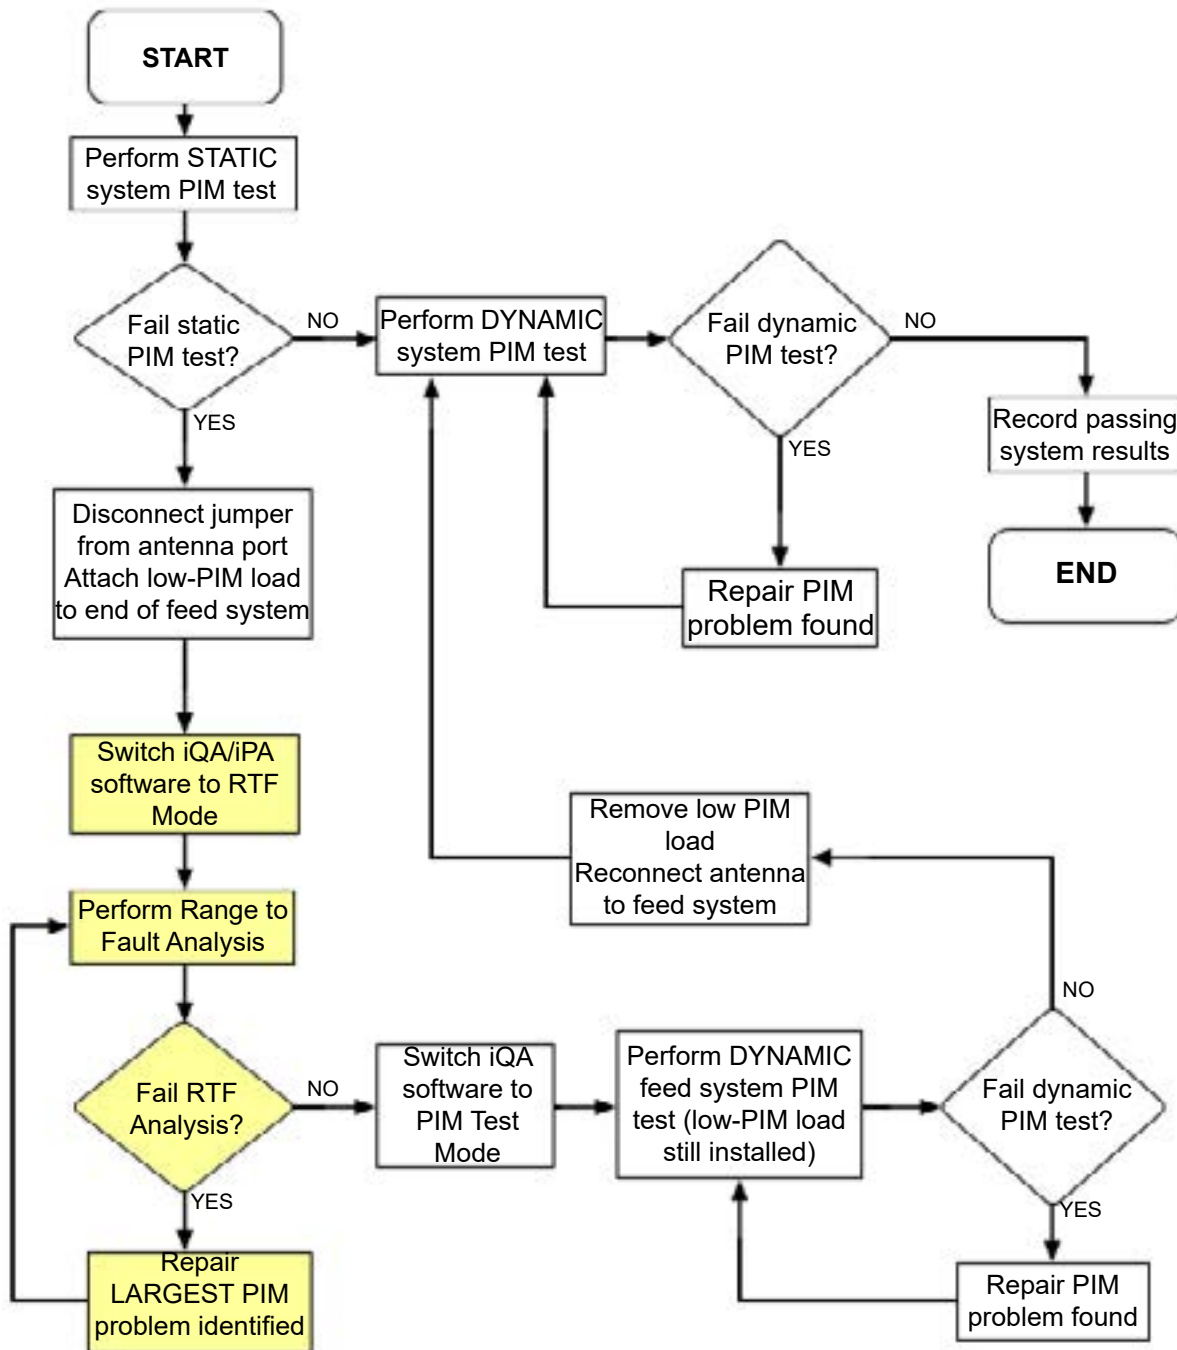 START
Perform STATIC
system PIM test
Fail static
PIM test?
NO
YES
Perform DYNAMIC
system PIM test
Fail dynamic
PIM test?
NO
YES
Record passing
system results
END
Repair PIM
problem found
Disconnect jumper
from antenna port
Attach low-PIM load
to end of feed system
Switch iQA/iPA
software to RTF
Mode
Perform Range to
Fault Analysis
Fail RTF
Analysis?
NO
YES
Repair
LARGEST PIM
problem identified
Switch iQA
software to
PIM Test
Mode
Perform DYNAMIC
feed system PIM
test (low-PIM load
still installed)
Fail dynamic
PIM test?
NO
YES
Repair PIM
problem found
Remove low PIM
load
Reconnect antenna
to feed system